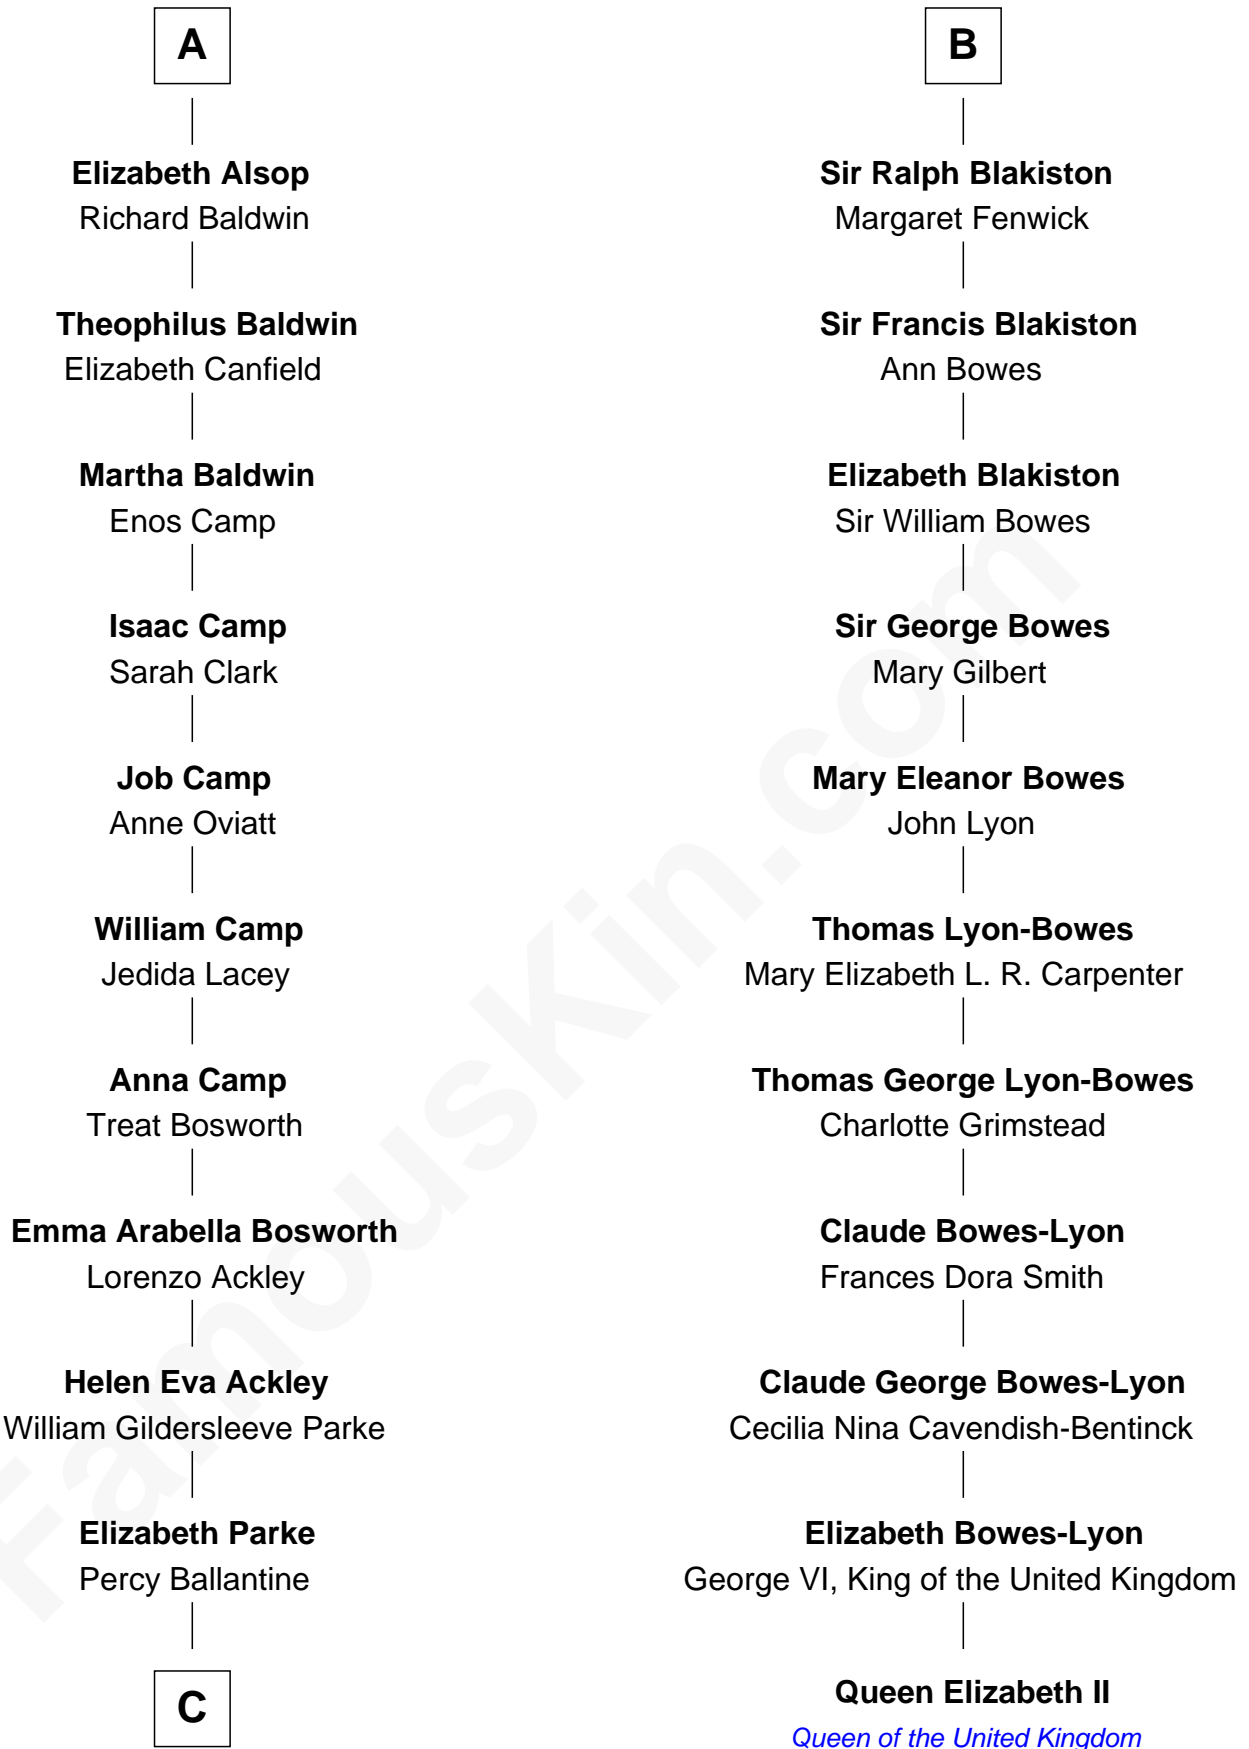 A
Elizabeth Alsop
Richard Baldwin
Theophilus Baldwin
Elizabeth Canfield
Martha Baldwin
Enos Camp
Isaac Camp
Sarah Clark
Job Camp
Anne Oviatt
William Camp
Jedida Lacey
Anna Camp
Treat Bosworth
Emma Arabella Bosworth
Lorenzo Ackley
Helen Eva Ackley
William Gildersleeve Parke
Elizabeth Parke
Percy Ballantine
C
B
Sir Ralph Blakiston
Margaret Fenwick
Sir Francis Blakiston
Ann Bowes
Elizabeth Blakiston
Sir William Bowes
Sir George Bowes
Mary Gilbert
Mary Eleanor Bowes
John Lyon
Thomas Lyon-Bowes
Mary Elizabeth L. R. Carpenter
Thomas George Lyon-Bowes
Charlotte Grimstead
Claude Bowes-Lyon
Frances Dora Smith
Claude George Bowes-Lyon
Cecilia Nina Cavendish-Bentinck
Elizabeth Bowes-Lyon
George VI, King of the United Kingdom
Queen Elizabeth II
Queen of the United Kingdom
FamousKin.com